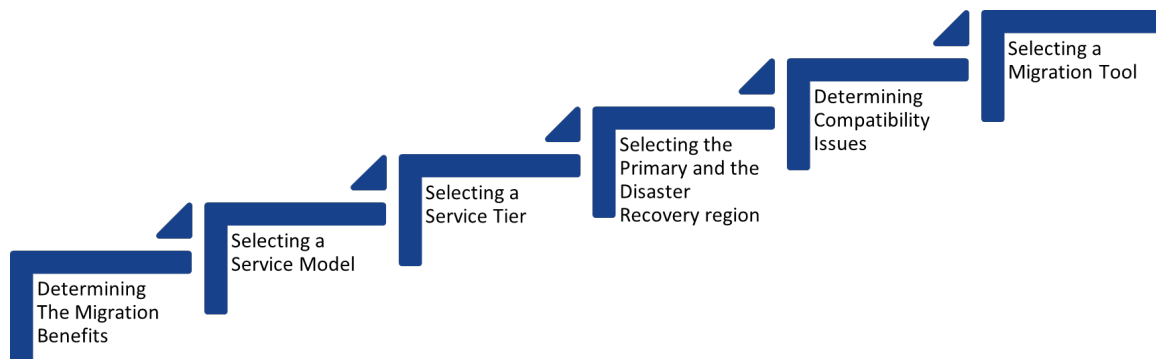 Determining
The Migration
Benefits
Selecting a
Service Model
Selecting a
Service Tier
Selecting the
Primary and the
Disaster
Recovery region
Determining
Compatibility
Issues
Selecting a
Migration Tool